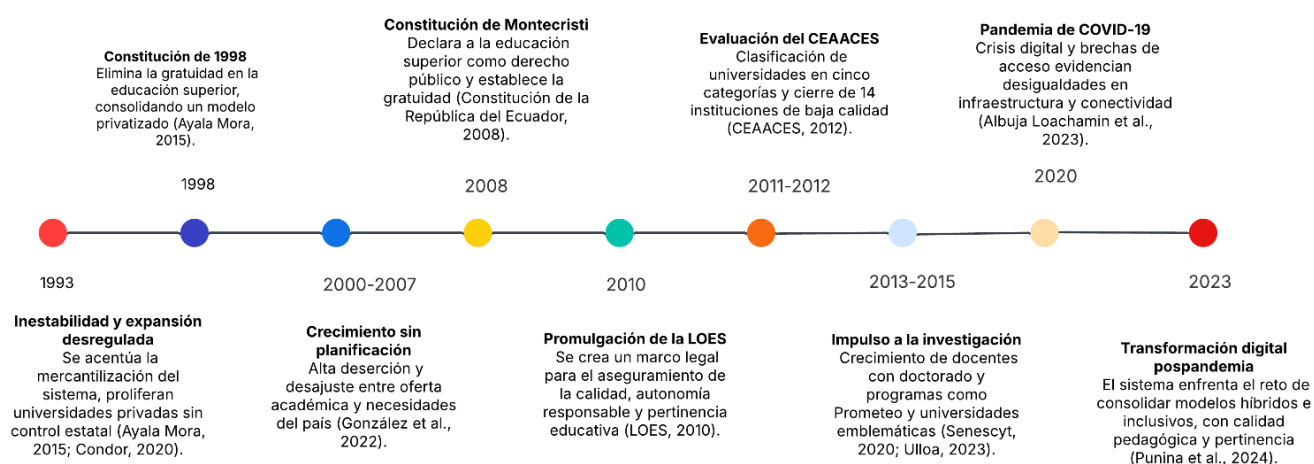 Constitución de 1998
Elimina la gratuidad en la
educación superior,
consolidando un modelo
privatizado (Ayala Mora,
2015).
1998
Constitución de Montecristi
Declara a la educación
superior como derecho
público y establece la
gratuidad (Constitución de la
República del Ecuador,
2008).
2008
Evaluación del CEAACES
Clasificación de
universidades en cinco
categorías y cierre de 14
instituciones de baja calidad
(CEAACES, 2012).
2011-2012
Pandemia de COVID-19
Crisis digital y brechas de
acceso evidencian
desigualdades en
infraestructura y conectividad
(Albuja Loachamin et al.,
2023).
2020
1993
Inestabilidad y expansión
desregulada
Se acentúa la
mercantilización del
sistema, proliferan
universidades privadas sin
control estatal (Ayala Mora,
2015; Condor, 2020).
2000-2007
Crecimiento sin
planificación
Alta deserción y
desajuste entre oferta
académica y necesidades
del país (González et al.,
2022).
2010
Promulgación de la LOES
Se crea un marco legal
para el aseguramiento de
la calidad, autonomía
responsable y pertinencia
educativa (LOES, 2010).
2013-2015
Impulso a la investigación
Crecimiento de docentes
con doctorado y
programas como
Prometeo y universidades
emblemáticas (Senescyt,
2020; Ulloa, 2023).
2023
Transformación digital
pospandemia
El sistema enfrenta el reto de
consolidar modelos híbridos e
inclusivos, con calidad
pedagógica y pertinencia
(Punina et al., 2024).